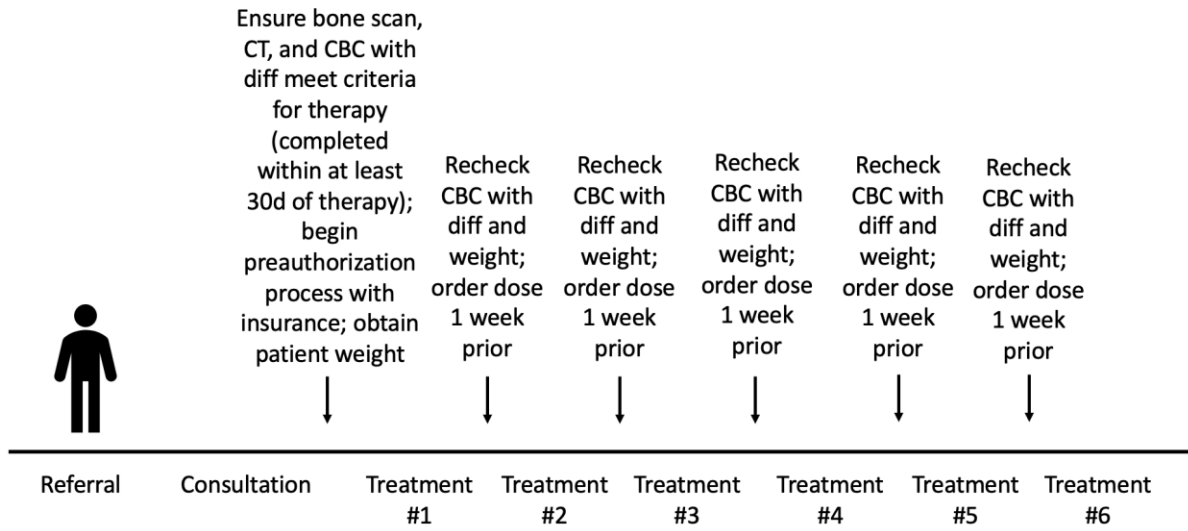 Ensure bone scan,
CT, and CBC with
diff meet criteria
for therapy
(completed
within at least
30d of therapy);
begin
preauthorization
process with
insurance; obtain
patient weight
Recheck
CBC with
diff and
weight;
order dose
1 week
prior
Recheck
CBC with
diff and
weight;
order dose
1 week
prior
Recheck
CBC with
diff and
weight;
order dose
1 week
prior
Recheck
CBC with
diff and
weight;
order dose
1 week
prior
Recheck
CBC with
diff and
weight;
order dose
1 week
prior
Referral
Consultation
Treatment
#1
Treatment
#2
Treatment
#3
Treatment
#4
Treatment
#5
Treatment
#6